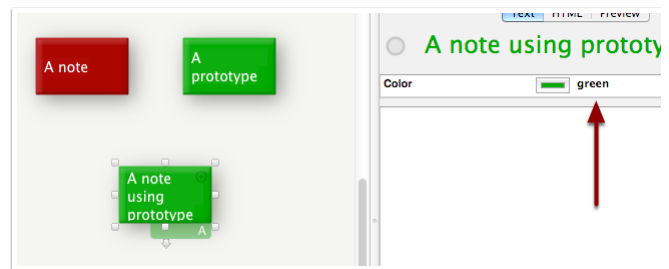 Text HTML Preview
A note
A
prototype
A note using prototy
Color green
A note
using
prototype
A